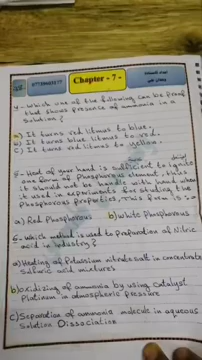 Chapter - 7 -
4- Which one of the following can be proof
that shows presence of ammonia in a
solution?
a) It turns red litmus to blue.
b) It turns blue litmus to red.
c) It turns red litmus to yellow.
5- Heat of your hand is sufficient to ignite
one form of Phosphorous element, thus
it should not be handle with hand when
it used in experiments for studing the
Phosphorous properties, This form is :-
a) Red Phosphorous b) white Phosphorous
6- Which method is used to preparation of Nitric
acid in industry?
a) Heating of Potassium nitrate salt in concentrate
Sulfuric acid mixtures
b) oxidizing of ammonia by using catalyst
Platinum in atmospheric pressure
c) Separation of ammonia molecule in aqueous
Solution Dissociation